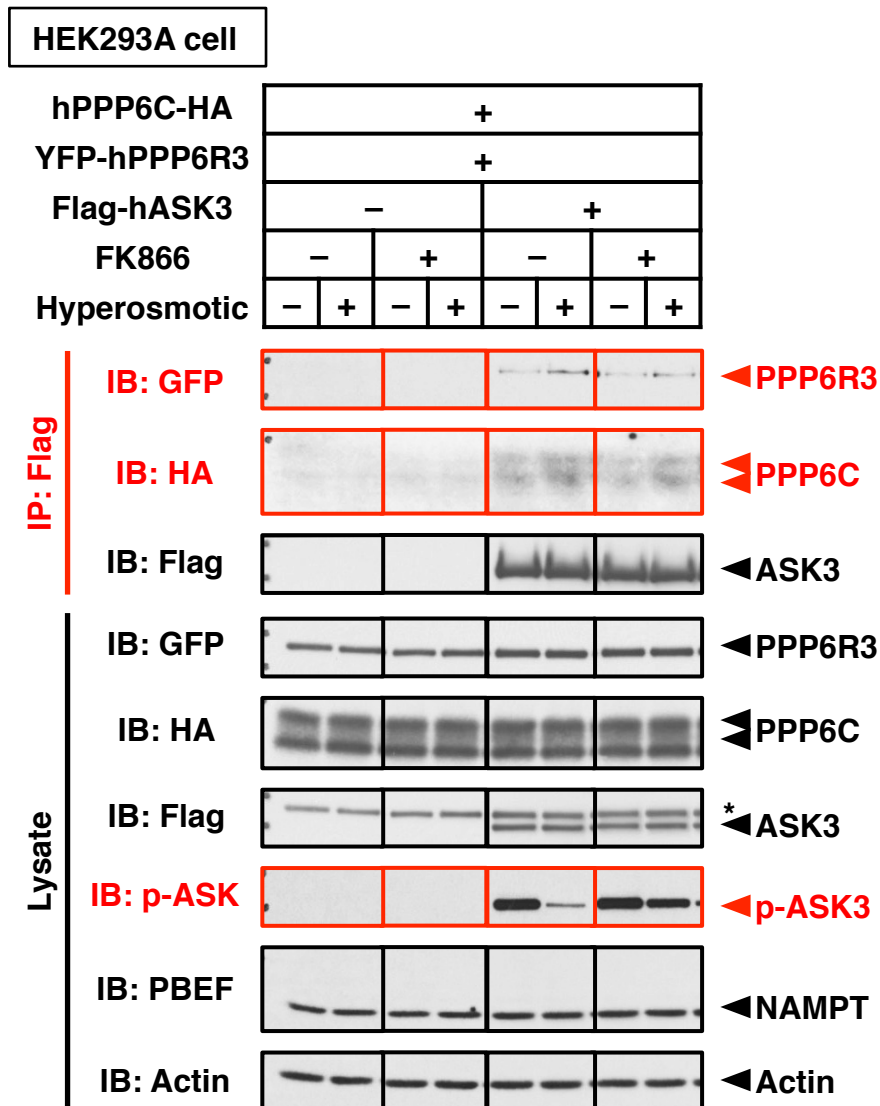 HEK293A cell
hPPP6C-HA +
YFP-hPPP6R3 +
Flag-hASK3 − +
FK866 − + − +
Hyperosmotic − + − + − + − +
IP: Flag
IB: GFP PPP6R3
IB: HA PPP6C
IB: Flag ASK3
Lysate
IB: GFP PPP6R3
IB: HA PPP6C
IB: Flag * ASK3
IB: p-ASK p-ASK3
IB: PBEF NAMPT
IB: Actin Actin